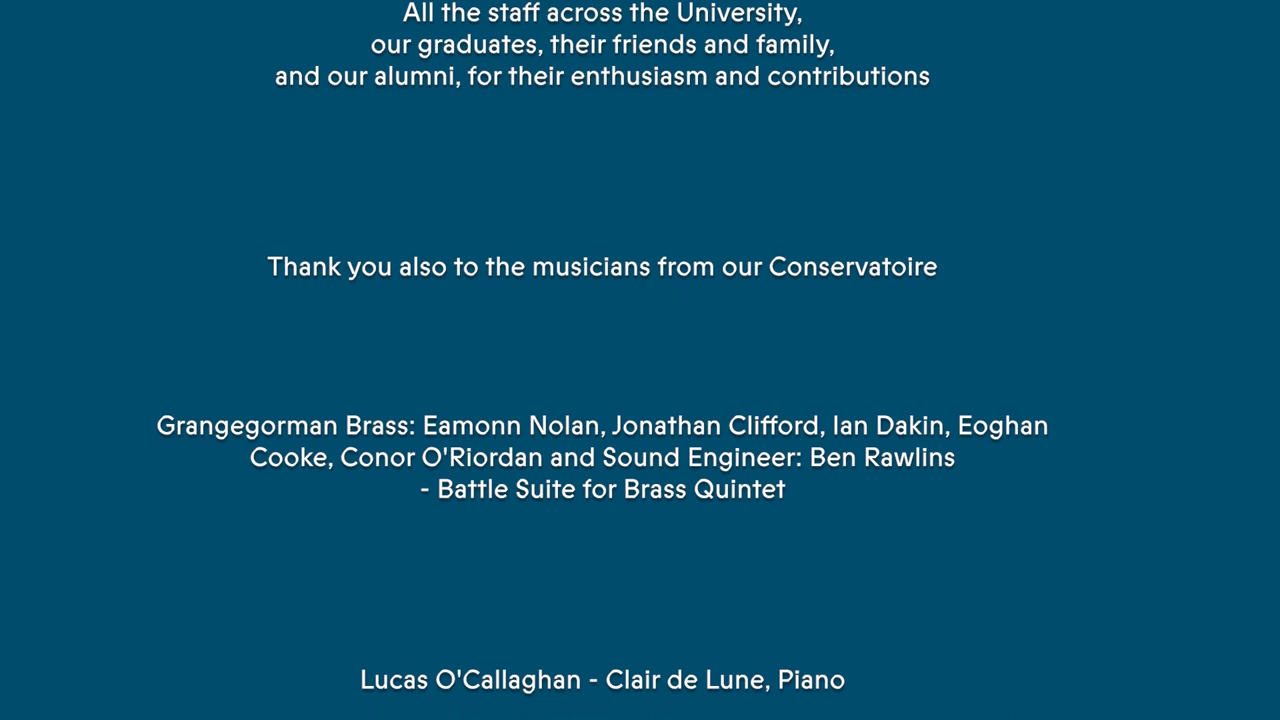 All the staff across the University,
our graduates, their friends and family,
and our alumni, for their enthusiasm and contributions
Thank you also to the musicians from our Conservatoire
Grangegorman Brass: Eamonn Nolan, Jonathan Clifford, Ian Dakin, Eoghan
Cooke, Conor O'Riordan and Sound Engineer: Ben Rawlins
- Battle Suite for Brass Quintet
Lucas O'Callaghan - Clair de Lune, Piano